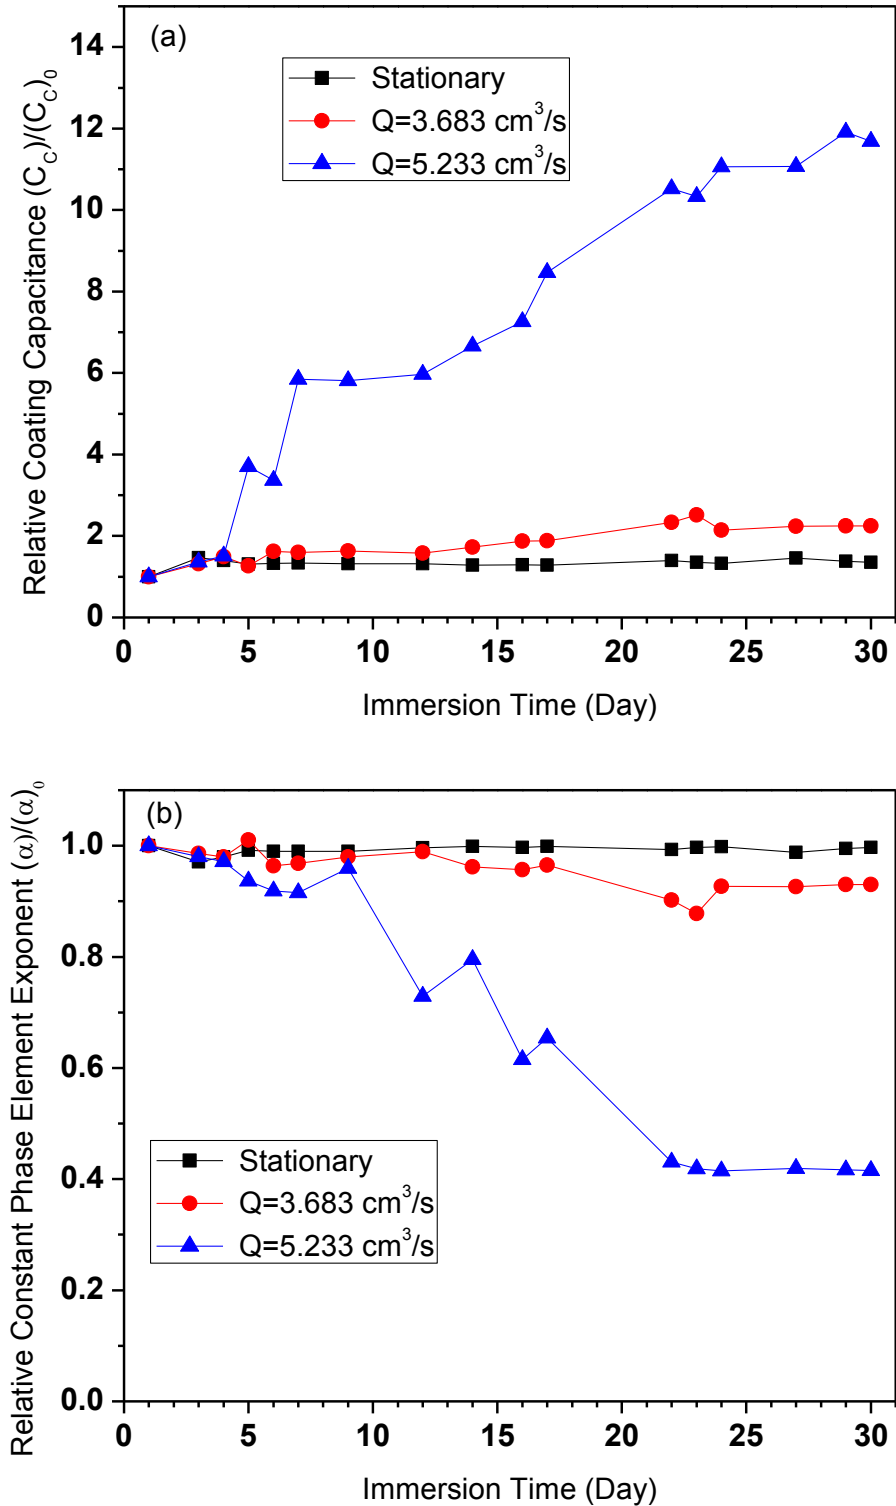 (a)
Relative Coating Capacitance (C_C)/(C_C)_0
14
12
10
8
6
4
2
0
Stationary
Q=3.683 cm³/s
Q=5.233 cm³/s
0 5 10 15 20 25 30
Immersion Time (Day)
(b)
Relative Constant Phase Element Exponent (α)/(α)₀
1.0
0.8
0.6
0.4
0.2
0.0
Stationary
Q=3.683 cm³/s
Q=5.233 cm³/s
0 5 10 15 20 25 30
Immersion Time (Day)